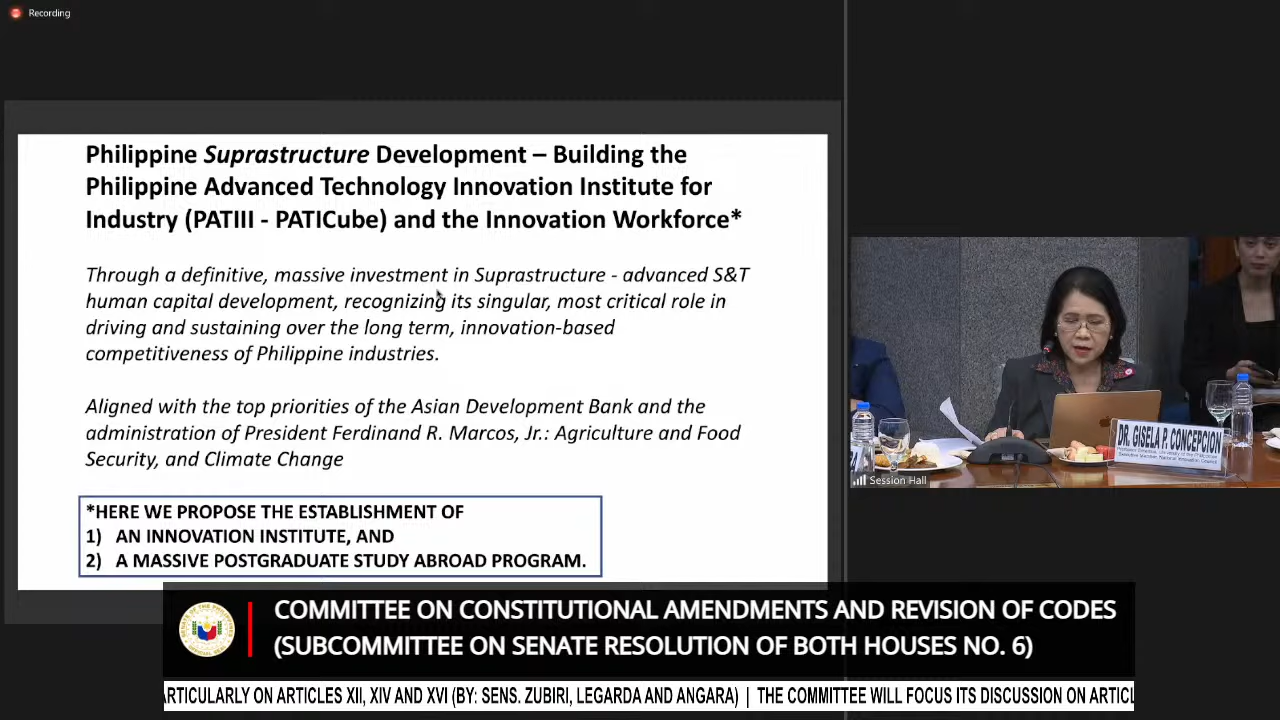 Recording
Philippine Suprastructure Development – Building the
Philippine Advanced Technology Innovation Institute for
Industry (PATIII - PATICube) and the Innovation Workforce*
Through a definitive, massive investment in Suprastructure - advanced S&T
human capital development, recognizing its singular, most critical role in
driving and sustaining over the long term, innovation-based
competitiveness of Philippine industries.
Aligned with the top priorities of the Asian Development Bank and the
administration of President Ferdinand R. Marcos, Jr.: Agriculture and Food
Security, and Climate Change
*HERE WE PROPOSE THE ESTABLISHMENT OF
1) AN INNOVATION INSTITUTE, AND
2) A MASSIVE POSTGRADUATE STUDY ABROAD PROGRAM.
DR. GISELA P. CONCEPCION
Session Hall
COMMITTEE ON CONSTITUTIONAL AMENDMENTS AND REVISION OF CODES
(SUBCOMMITTEE ON SENATE RESOLUTION OF BOTH HOUSES NO. 6)
ARTICULARLY ON ARTICLES XII, XIV AND XVI (BY: SENS. ZUBIRI, LEGARDA AND ANGARA) | THE COMMITTEE WILL FOCUS ITS DISCUSSION ON ARTICL